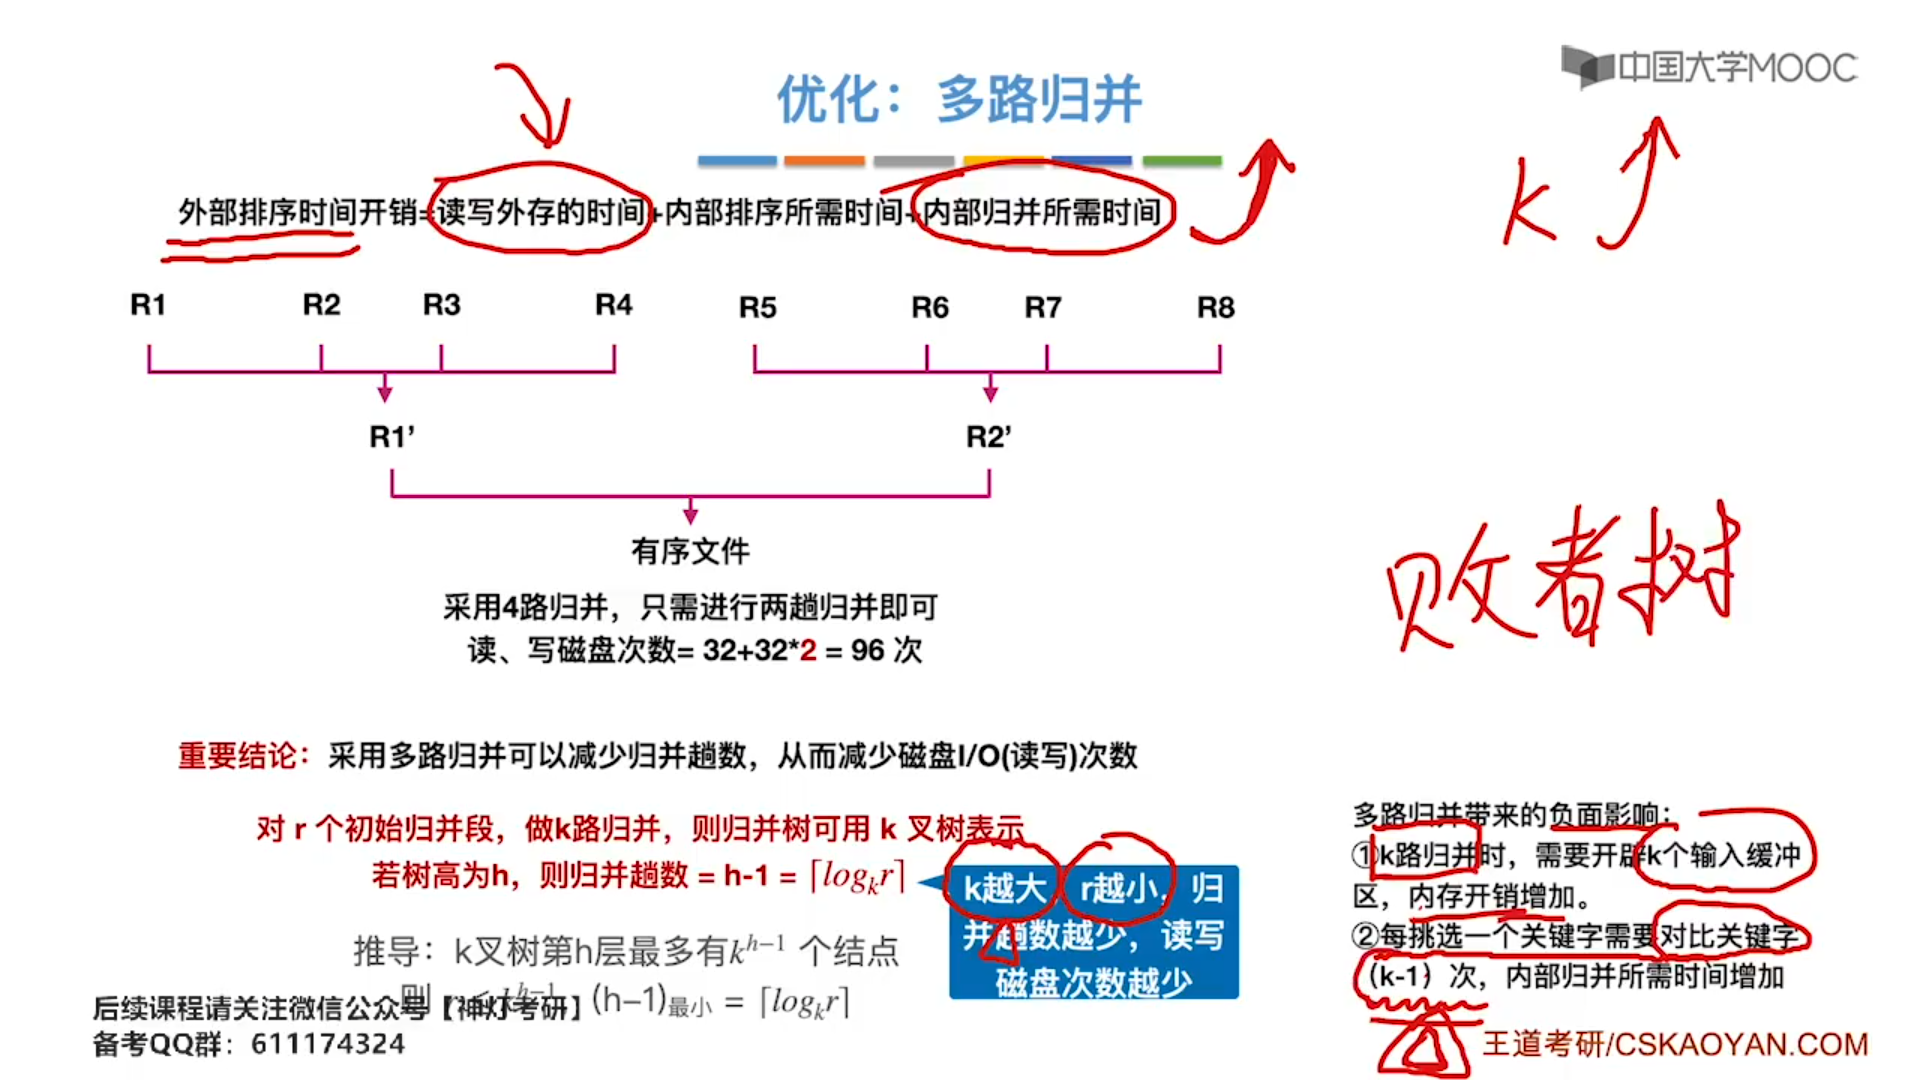 中国大学MOOC
优化：多路归并
外部排序时间开销=读写外存的时间+内部排序所需时间+内部归并所需时间
k
R1 R2 R3 R4 R5 R6 R7 R8
R1’ R2’
有序文件
采用4路归并，只需进行两趟归并即可
读、写磁盘次数= 32+32*2 = 96 次
败者树
重要结论：采用多路归并可以减少归并趟数，从而减少磁盘I/O(读写)次数
对 r 个初始归并段，做k路归并，则归并树可用 k 叉树表示
若树高为h，则归并趟数 = h-1 = ⌈logₖr⌉
k越大，r越小，归
并趟数越少，读写
磁盘次数越少
推导：k叉树第h层最多有kʰ⁻¹ 个结点
则 r ≤ kʰ⁻¹，(h−1)最小 = ⌈logₖr⌉
多路归并带来的负面影响：
①k路归并时，需要开辟k个输入缓冲
区，内存开销增加。
②每挑选一个关键字需要对比关键字
（k-1）次，内部归并所需时间增加
后续课程请关注微信公众号【神灯考研】
备考QQ群：611174324
王道考研/CSKAOYAN.COM